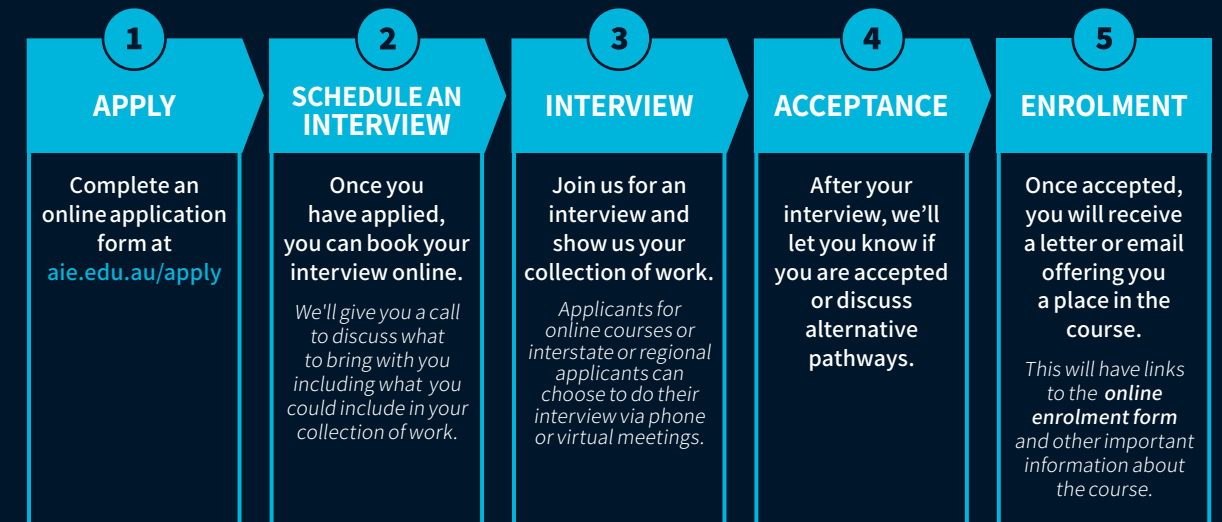 1
APPLY
Complete an
online application
form at
aie.edu.au/apply
2
SCHEDULE AN
INTERVIEW
Once you
have applied,
you can book your
interview online.
We'll give you a call
to discuss what
to bring with you
including what you
could include in your
collection of work.
3
INTERVIEW
Join us for an
interview and
show us your
collection of work.
Applicants for
online courses or
interstate or regional
applicants can
choose to do their
interview via phone
or virtual meetings.
4
ACCEPTANCE
After your
interview, we’ll
let you know if
you are accepted
or discuss
alternative
pathways.
5
ENROLMENT
Once accepted,
you will receive
a letter or email
offering you
a place in the
course.
This will have links
to the online
enrolment form
and other important
information about
the course.